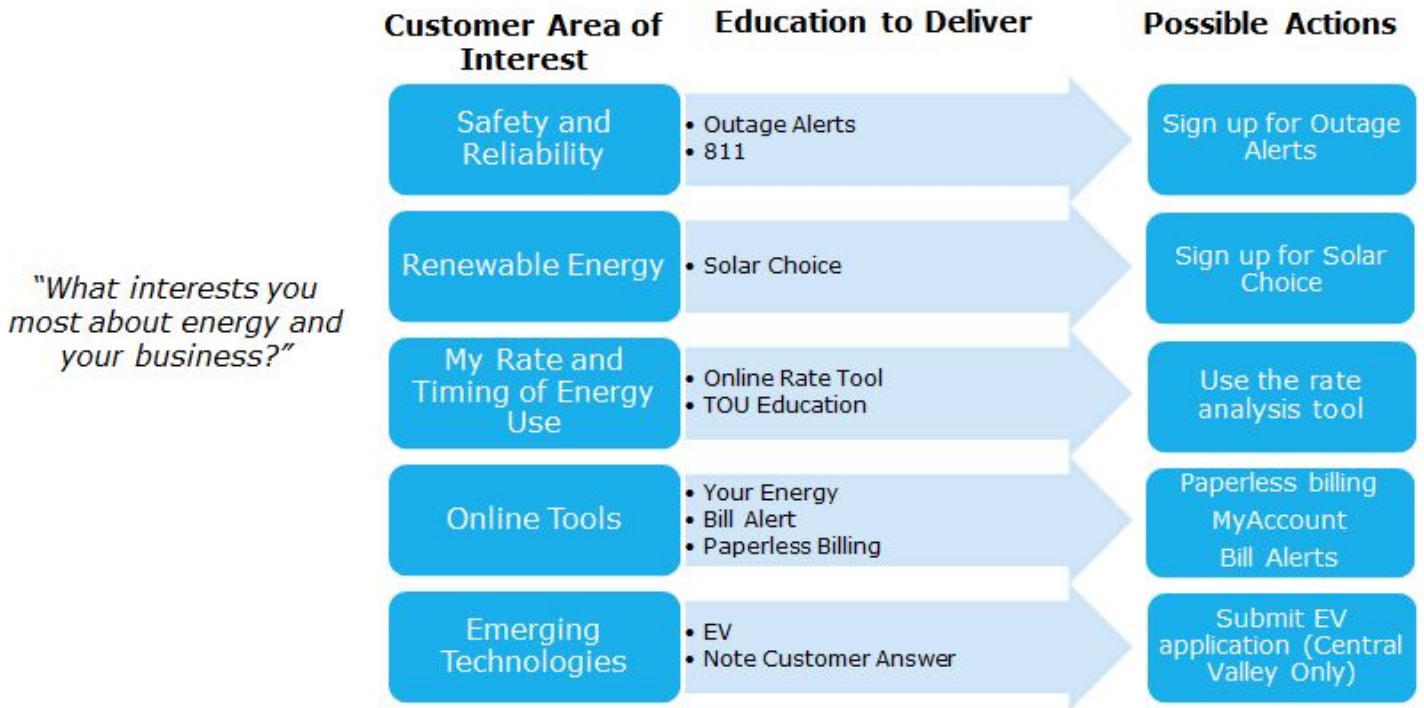 Customer Area of
Interest
Education to Deliver
Possible Actions
"What interests you
most about energy and
your business?"
Safety and
Reliability
• Outage Alerts
• 811
Sign up for Outage
Alerts
Renewable Energy
• Solar Choice
Sign up for Solar
Choice
My Rate and
Timing of Energy
Use
• Online Rate Tool
• TOU Education
Use the rate
analysis tool
Online Tools
• Your Energy
• Bill Alert
• Paperless Billing
Paperless billing
MyAccount
Bill Alerts
Emerging
Technologies
• EV
• Note Customer Answer
Submit EV
application (Central
Valley Only)